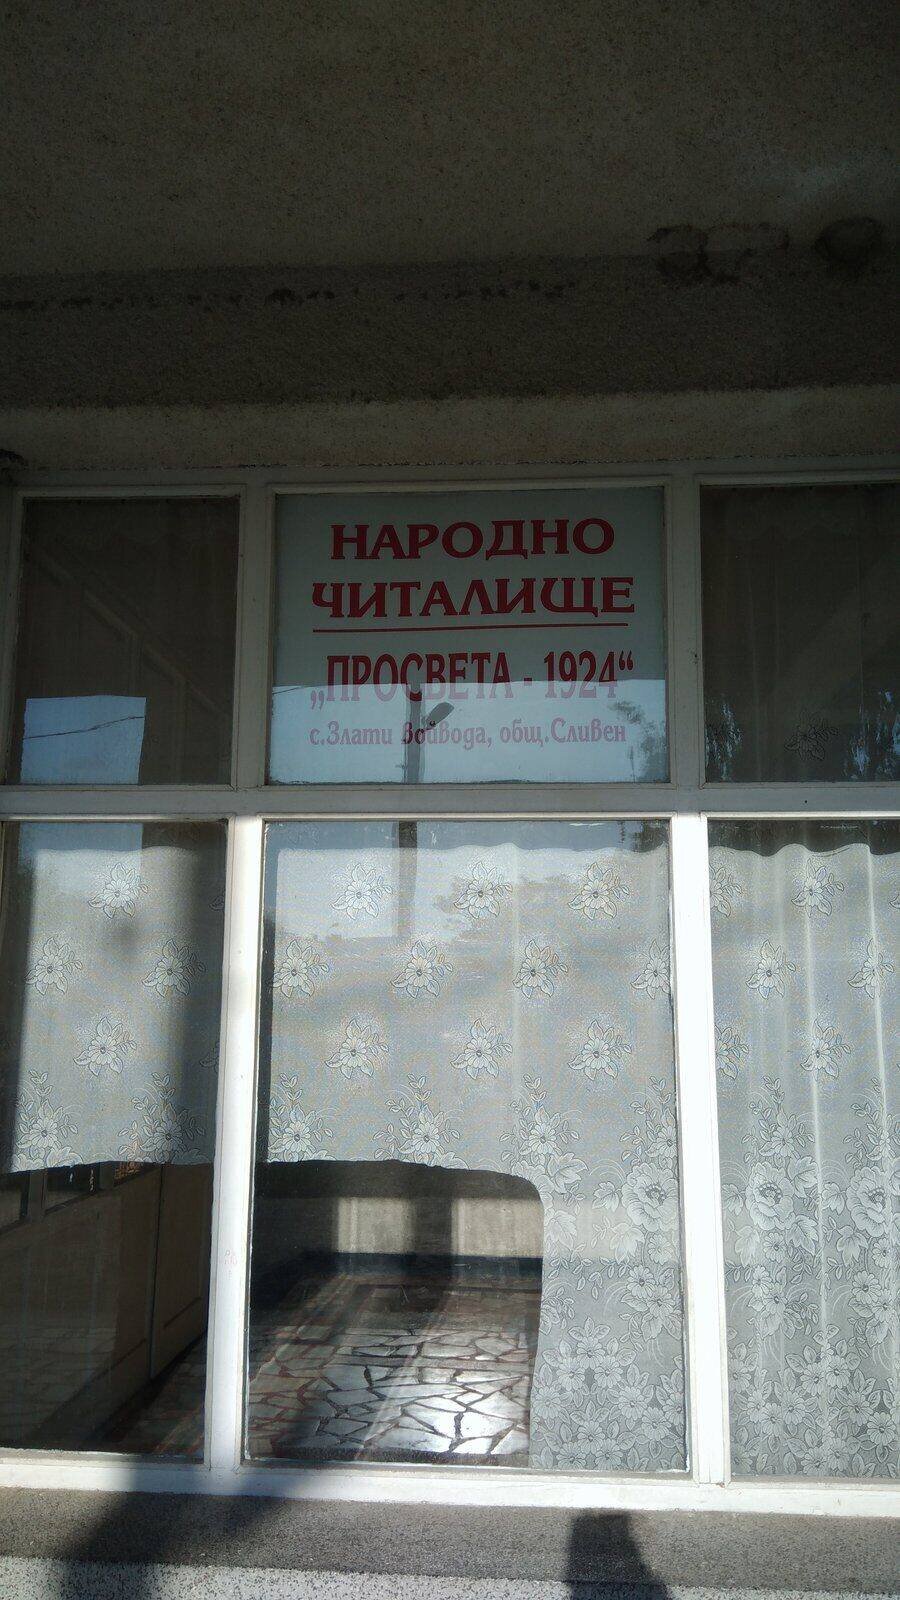 НАРОДНО
ЧИТАЛИЩЕ
„ПРОСВЕТА - 1924“
с.Злати войвода, общ.Сливен